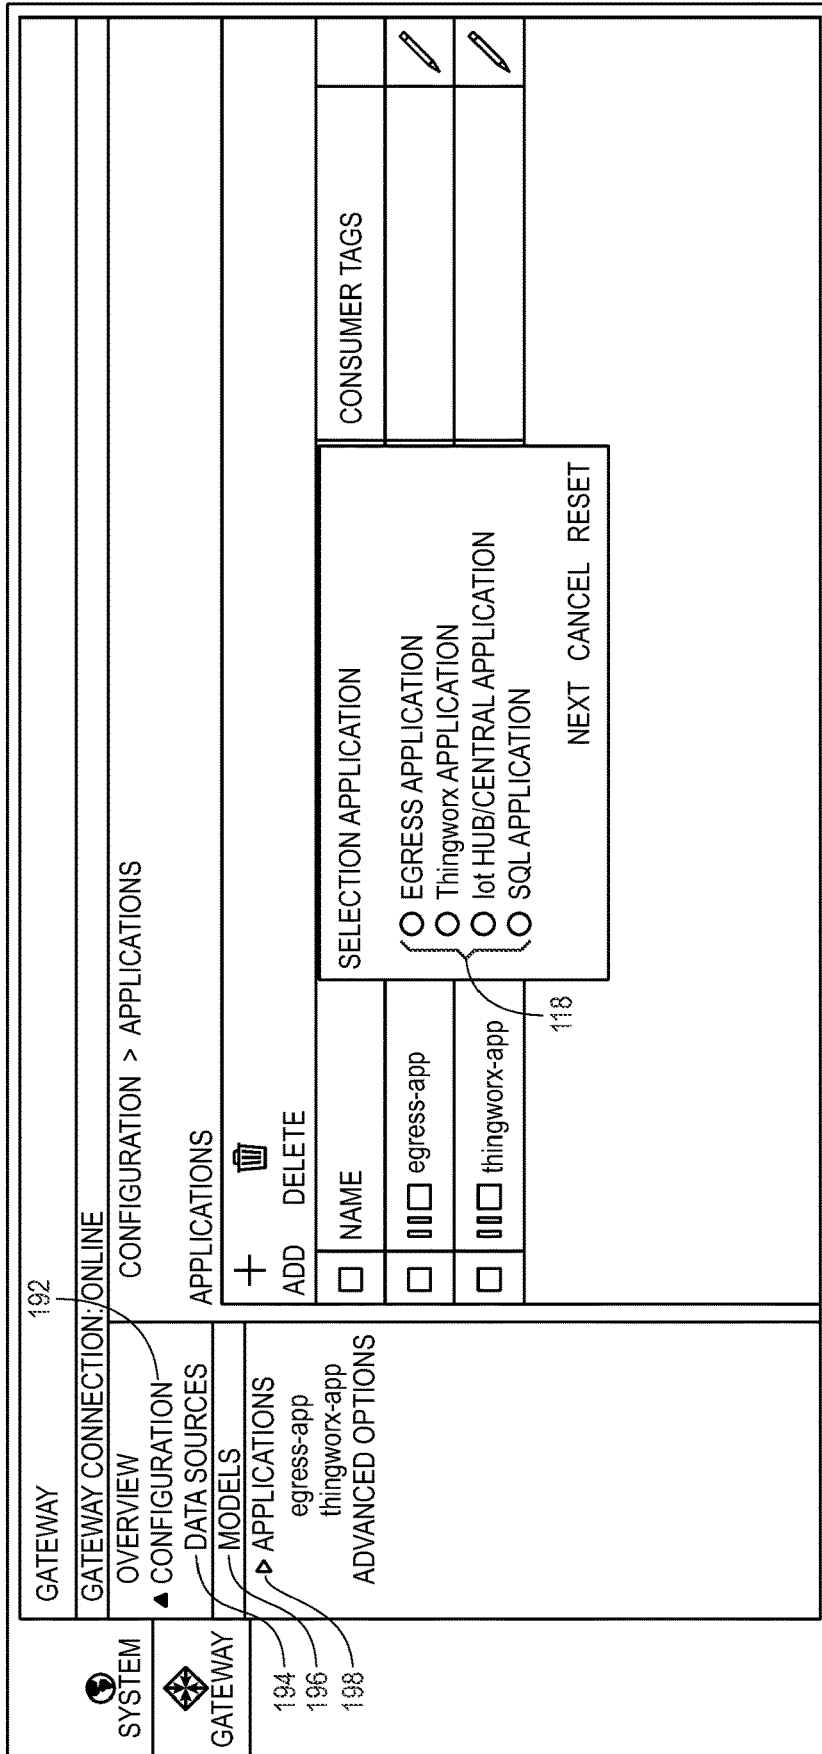 SYSTEM
GATEWAY
GATEWAY
192
GATEWAY CONNECTION: ONLINE
OVERVIEW
CONFIGURATION
DATA SOURCES
MODELS
APPLICATIONS
egress-app
thingworx-app
ADVANCED OPTIONS
194
196
198
CONFIGURATION > APPLICATIONS
APPLICATIONS
ADD DELETE
NAME
CONSUMER TAGS
egress-app
thingworx-app
SELECTION APPLICATION
EGRESS APPLICATION
Thingworx APPLICATION
Iot HUB/CENTRAL APPLICATION
SQL APPLICATION
NEXT CANCEL RESET
118